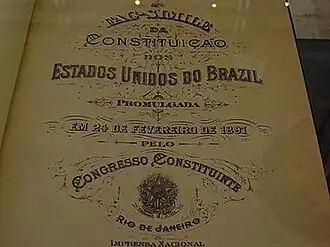 FAC-SIMILE
DA
CONSTITUIÇÃO
DOS
ESTADOS UNIDOS DO BRAZIL
PROMULGADA
EM 24 DE FEVEREIRO DE 1891
PELO
CONGRESSO CONSTITUINTE
RIO DE JANEIRO
IMPRENSA NACIONAL